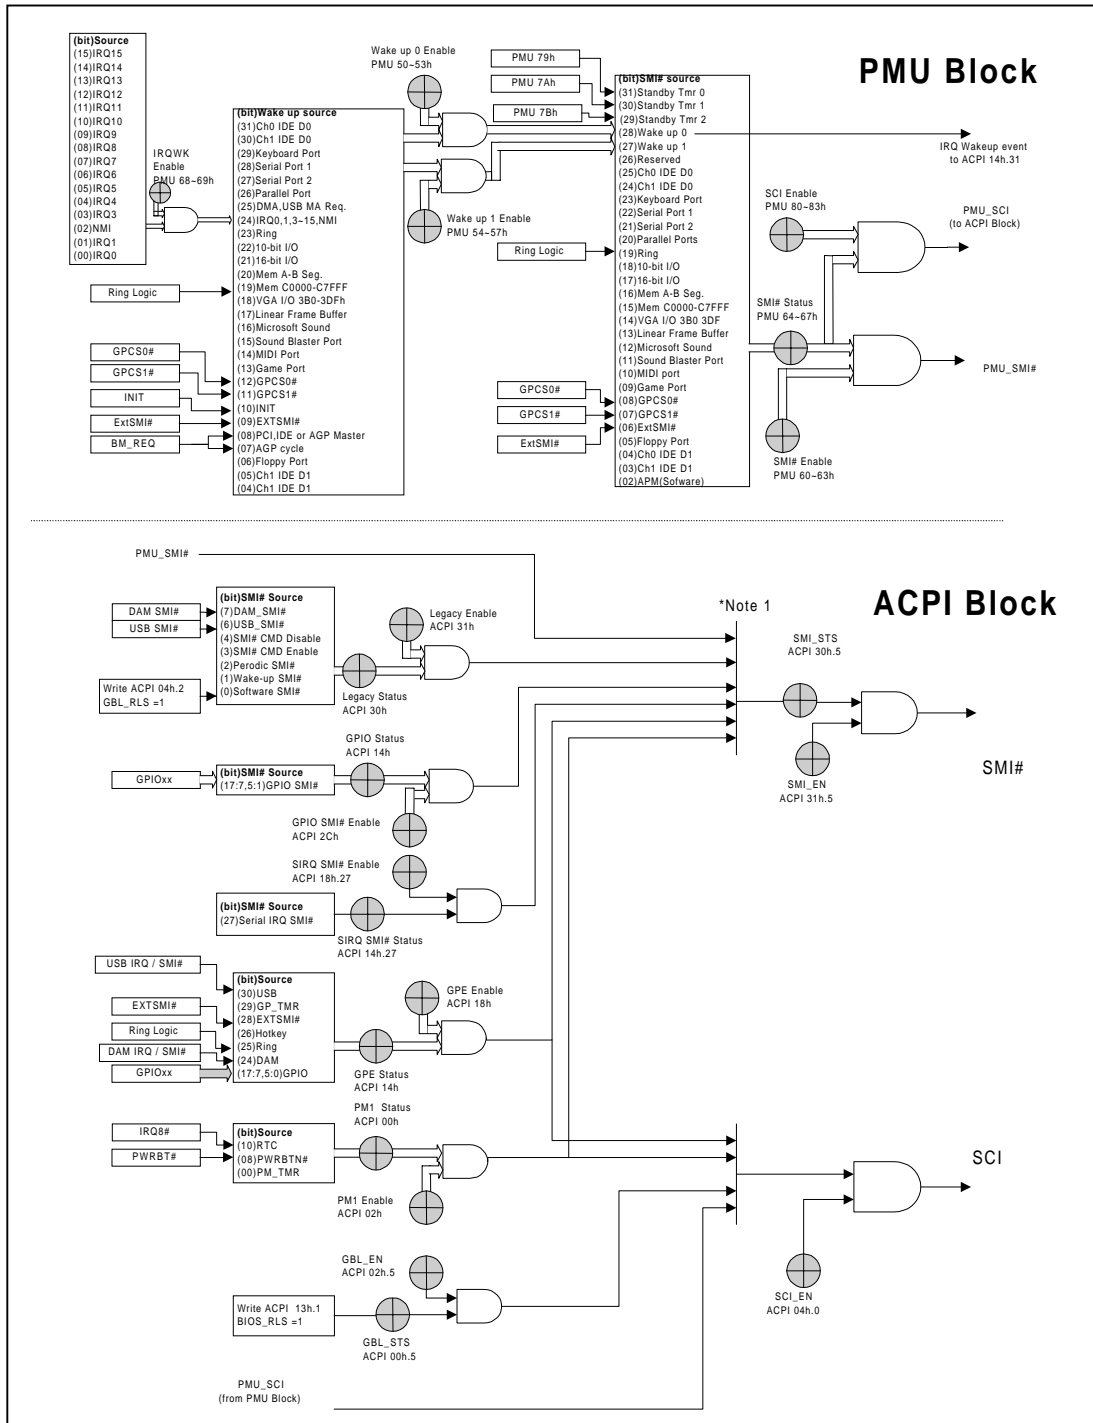 PMU Block
(bit)Source
(15)IRQ15
(14)IRQ14
(13)IRQ13
(12)IRQ12
(11)IRQ11
(10)IRQ10
(09)IRQ9
(08)IRQ8
(07)IRQ7
(06)IRQ6
(05)IRQ5
(04)IRQ4
(03)IRQ3
(02)NMI
(01)IRQ1
(00)IRQ0
IRQWK
Enable
PMU 68~69h
Ring Logic
GPCS0#
GPCS1#
INIT
ExtSMI#
BM_REQ
(bit)Wake up source
(31)Ch0 IDE D0
(30)Ch1 IDE D0
(29)Keyboard Port
(28)Serial Port 1
(27)Serial Port 2
(26)Parallel Port
(25)DMA,USB MA Req.
(24)IRQ0,1,3~15,NMI
(23)Ring
(22)10-bit I/O
(21)16-bit I/O
(20)Mem A-B Seg.
(19)Mem C0000-C7FFF
(18)VGA I/O 3B0-3DFh
(17)Linear Frame Buffer
(16)Microsoft Sound
(15)Sound Blaster Port
(14)MIDI Port
(13)Game Port
(12)GPCS0#
(11)GPCS1#
(10)INIT
(09)EXTSMI#
(08)PCI,IDE or AGP Master
(07)AGP cycle
(06)Floppy Port
(05)Ch1 IDE D1
(04)Ch1 IDE D1
Wake up 0 Enable
PMU 50~53h
Wake up 1 Enable
PMU 54~57h
PMU 79h
PMU 7Ah
PMU 7Bh
Ring Logic
GPCS0#
GPCS1#
ExtSMI#
(bit)SMI# source
(31)Standby Tmr 0
(30)Standby Tmr 1
(29)Standby Tmr 2
(28)Wake up 0
(27)Wake up 1
(26)Reserved
(25)Ch0 IDE D0
(24)Ch1 IDE D0
(23)Keyboard Port
(22)Serial Port 1
(21)Serial Port 2
(20)Parallel Ports
(19)Ring
(18)10-bit I/O
(17)16-bit I/O
(16)Mem A-B Seg.
(15)Mem C0000-C7FFF
(14)VGA I/O 3B0 3DF
(13)Linear Frame Buffer
(12)Microsoft Sound
(11)Sound Blaster Port
(10)MIDI port
(09)Game Port
(08)GPCS0#
(07)GPCS1#
(06)ExtSMI#
(05)Floppy Port
(04)Ch0 IDE D1
(03)Ch1 IDE D1
(02)APM(Sofware)
IRQ Wakeup event
to ACPI 14h.31
SCI Enable
PMU 80~83h
PMU_SCI
(to ACPI Block)
SMI# Status
PMU 64~67h
PMU_SMI#
SMI# Enable
PMU 60~63h
ACPI Block
PMU_SMI#
DAM SMI#
USB SMI#
Write ACPI 04h.2
GBL_RLS =1
(bit)SMI# Source
(7)DAM_SMI#
(6)USB_SMI#
(4)SMI# CMD Disable
(3)SMI# CMD Enable
(2)Perodic SMI#
(1)Wake-up SMI#
(0)Software SMI#
Legacy Enable
ACPI 31h
Legacy Status
ACPI 30h
*Note 1
SMI_STS
ACPI 30h.5
SMI_EN
ACPI 31h.5
SMI#
GPIO Status
ACPI 14h
GPIOxx
(bit)SMI# Source
(17:7,5:1)GPIO SMI#
GPIO SMI# Enable
ACPI 2Ch
SIRQ SMI# Enable
ACPI 18h.27
(bit)SMI# Source
(27)Serial IRQ SMI#
SIRQ SMI# Status
ACPI 14h.27
USB IRQ / SMI#
EXTSMI#
Ring Logic
DAM IRQ / SMI#
GPIOxx
(bit)Source
(30)USB
(29)GP_TMR
(28)EXTSMI#
(26)Hotkey
(25)Ring
(24)DAM
(17:7,5:0)GPIO
GPE Enable
ACPI 18h
GPE Status
ACPI 14h
PM1 Status
ACPI 00h
IRQ8#
PWRBT#
(bit)Source
(10)RTC
(08)PWRBTN#
(00)PM_TMR
PM1 Enable
ACPI 02h
SCI
SCI_EN
ACPI 04h.0
GBL_EN
ACPI 02h.5
Write ACPI 13h.1
BIOS_RLS =1
GBL_STS
ACPI 00h.5
PMU_SCI
(from PMU Block)